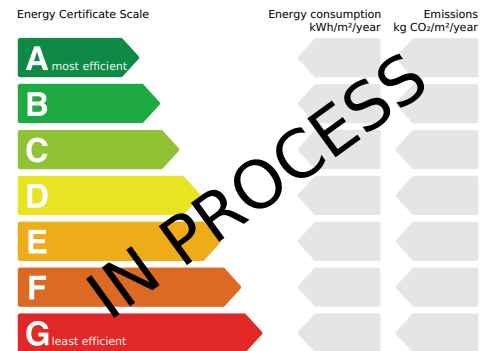 Energy Certificate Scale
Energy consumption
kWh/m²/year
Emissions
kg CO₂/m²/year
A most efficient
B
C
D
E
F
G least efficient
IN PROCESS